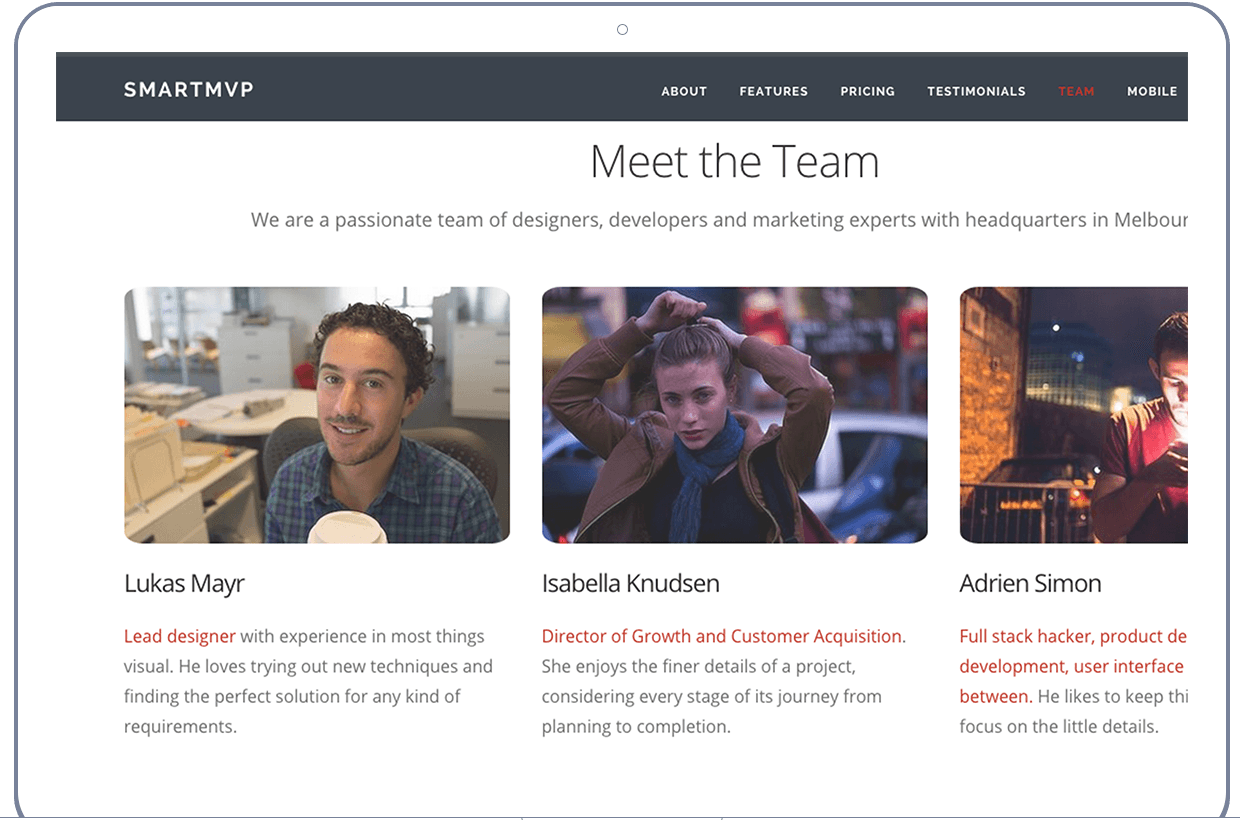 SMARTMVP
ABOUT FEATURES PRICING TESTIMONIALS TEAM MOBILE
Meet the Team
We are a passionate team of designers, developers and marketing experts with headquarters in Melbour
Lukas Mayr
Lead designer with experience in most things
visual. He loves trying out new techniques and
finding the perfect solution for any kind of
requirements.
Isabella Knudsen
Director of Growth and Customer Acquisition.
She enjoys the finer details of a project,
considering every stage of its journey from
planning to completion.
Adrien Simon
Full stack hacker, product de
development, user interface
between. He likes to keep thi
focus on the little details.